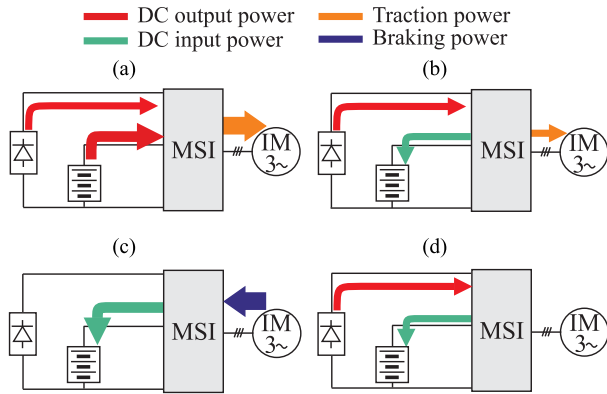 DC output power
Traction power
DC input power
Braking power
(a)
(b)
MSI
IM
3~
MSI
IM
3~
(c)
(d)
MSI
IM
3~
MSI
IM
3~